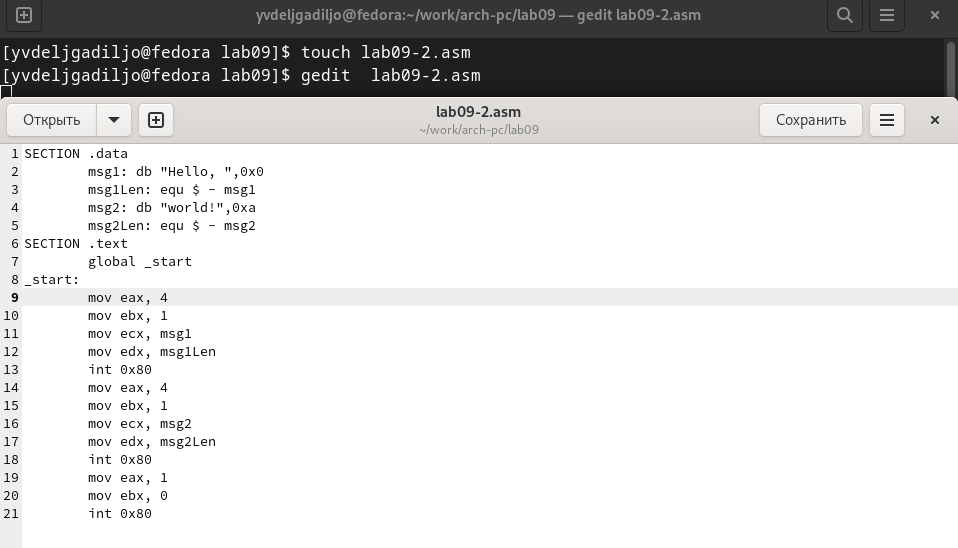 yvdeljgadiljo@fedora:~/work/arch-pc/lab09 — gedit lab09-2.asm
[yvdeljgadiljo@fedora lab09]$ touch lab09-2.asm
[yvdeljgadiljo@fedora lab09]$ gedit  lab09-2.asm
Открыть
lab09-2.asm
~/work/arch-pc/lab09
Сохранить
1 SECTION .data
2         msg1: db "Hello, ",0x0
3         msg1Len: equ $ - msg1
4         msg2: db "world!",0xa
5         msg2Len: equ $ - msg2
6 SECTION .text
7         global _start
8 _start:
9         mov eax, 4
10         mov ebx, 1
11         mov ecx, msg1
12         mov edx, msg1Len
13         int 0x80
14         mov eax, 4
15         mov ebx, 1
16         mov ecx, msg2
17         mov edx, msg2Len
18         int 0x80
19         mov eax, 1
20         mov ebx, 0
21         int 0x80